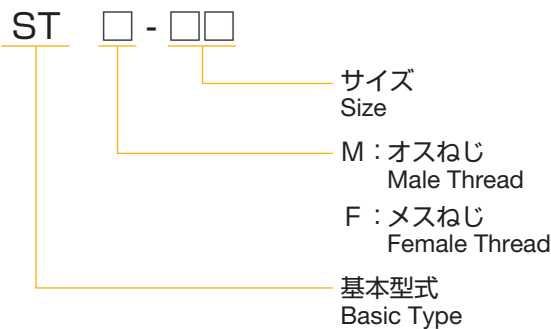 ST □ - □□
サイズ
Size
M：オスねじ
Male Thread
F：メスねじ
Female Thread
基本型式
Basic Type